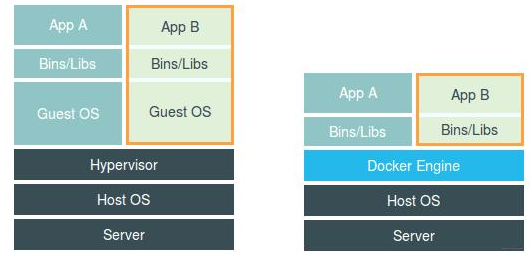 App A
App B
Bins/Libs
Bins/Libs
Guest OS
Guest OS
Hypervisor
Host OS
Server
App A
App B
Bins/Libs
Bins/Libs
Docker Engine
Host OS
Server